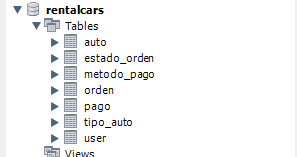 rentalcars
Tables
auto
estado_orden
metodo_pago
orden
pago
tipo_auto
user
Views